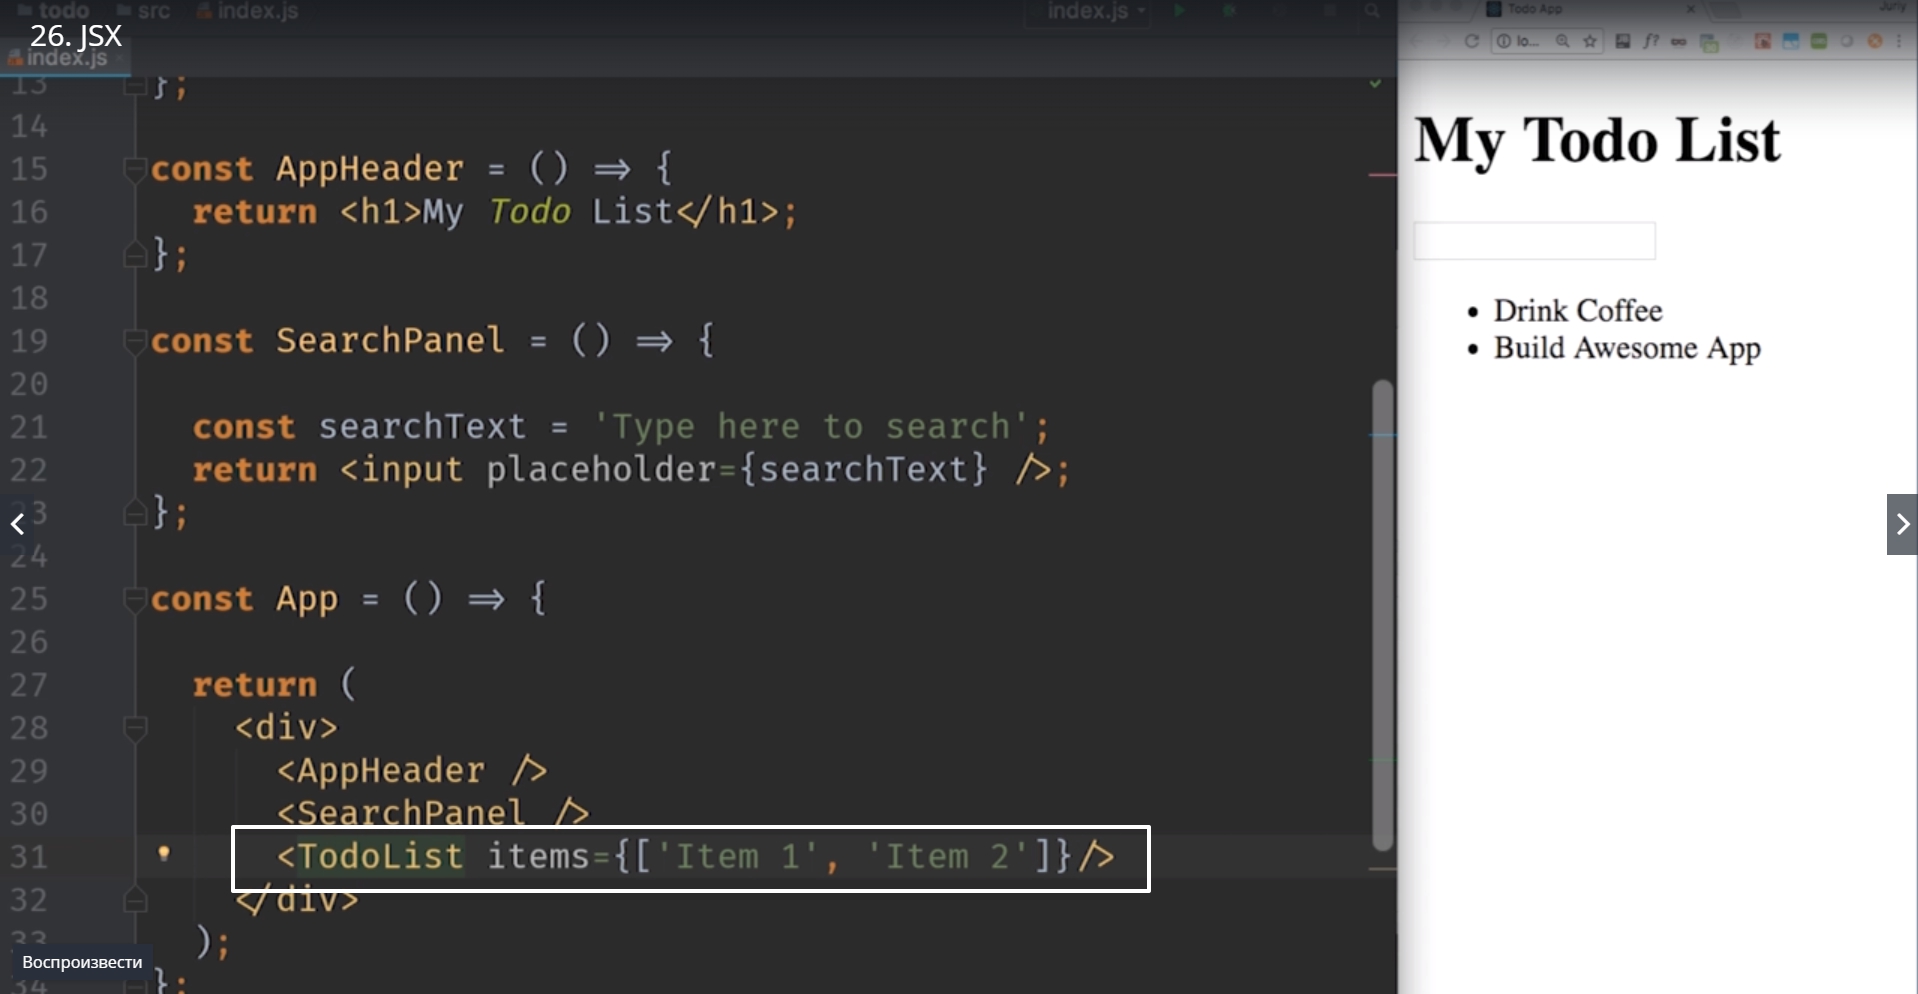 todo src index.js
index.js
26. JSX
index.js
13 };
14
15 const AppHeader = () => {
16 return <h1>My Todo List</h1>;
17 };
18
19 const SearchPanel = () => {
20
21 const searchText = 'Type here to search';
22 return <input placeholder={searchText} />;
23 };
24
25 const App = () => {
26
27 return (
28 <div>
29 <AppHeader />
30 <SearchPanel />
31 <TodoList items={['Item 1', 'Item 2']}/>
32 </div>
33 );
34 };
Воспроизвести
Todo App
Juriy
lo...
f?
My Todo List
Drink Coffee
Build Awesome App